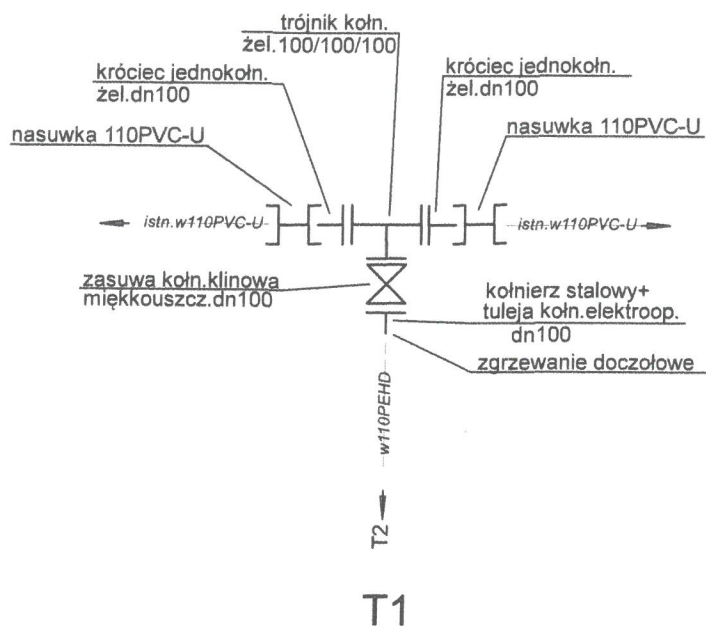 trójnik kołn.
żel.100/100/100
króciec jednokołn.
żel.dn100
króciec jednokołn.
żel.dn100
nasuwka 110PVC-U
nasuwka 110PVC-U
istn.w110PVC-U
istn.w110PVC-U
zasuwa kołn.klinowa
miękkouszcz.dn100
kołnierz stalowy+
tuleja kołn.elektroop.
dn100
zgrzewanie doczołowe
w110PEHD
T2
T1